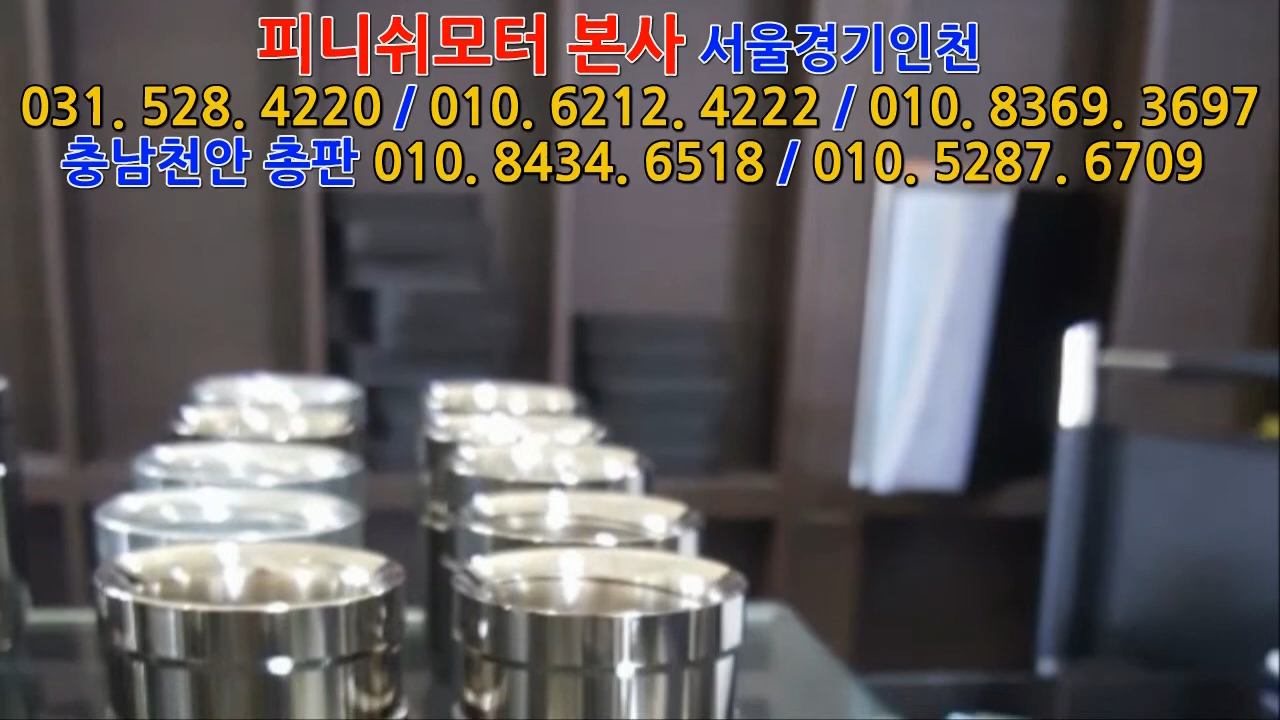 피니쉬모터 본사 서울경기인천
031. 528. 4220 / 010. 6212. 4222 / 010. 8369. 3697
충남천안 총판 010. 8434. 6518 / 010. 5287. 6709